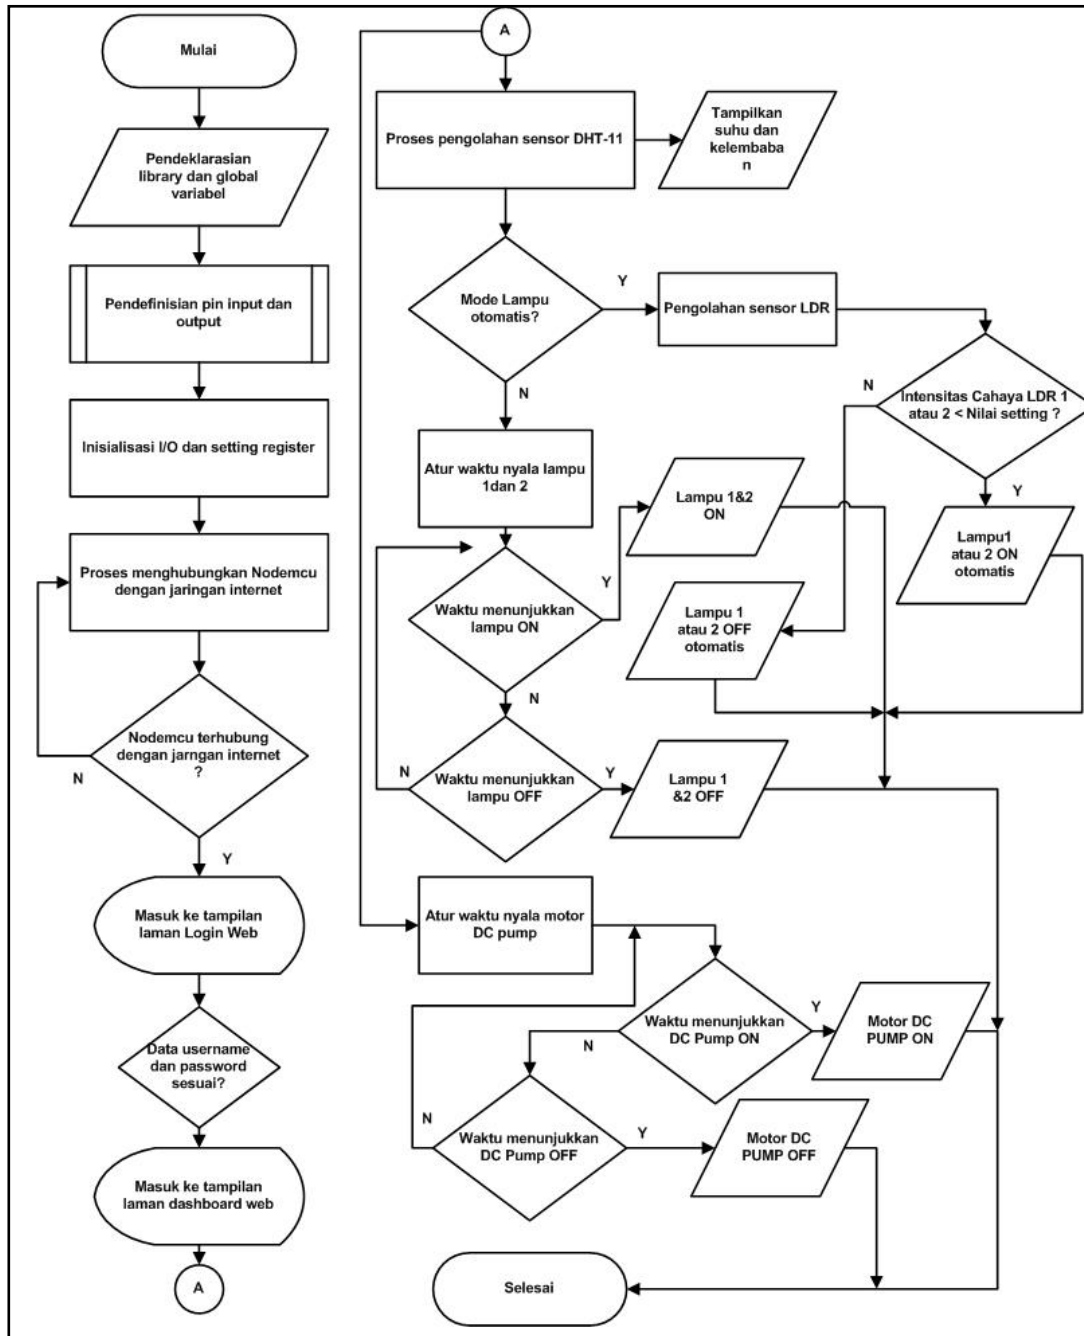 Mulai
Pendeklarasian
library dan global
variabel
Pendefinisian pin input dan
output
Inisialisasi I/O dan setting register
Proses menghubungkan Nodemcu
dengan jaringan internet
Nodemcu terhubung
dengan jarngan internet
?
N
Y
Masuk ke tampilan
laman Login Web
Data username
dan password
sesuai?
Masuk ke tampilan
laman dashboard web
A
A
Proses pengolahan sensor DHT-11
Tampilkan
suhu dan
kelembaba
n
Mode Lampu
otomatis?
Y
Pengolahan sensor LDR
N
Intensitas Cahaya LDR 1
atau 2 < Nilai setting ?
N
Y
Lampu1
atau 2 ON
otomatis
Atur waktu nyala lampu
1dan 2
Lampu 1&2
ON
Waktu menunjukkan
lampu ON
Y
Lampu 1
atau 2 OFF
otomatis
N
Waktu menunjukkan
lampu OFF
N
Y
Lampu 1
&2 OFF
Atur waktu nyala motor
DC pump
Waktu menunjukkan
DC Pump ON
Y
Motor DC
PUMP ON
N
Waktu menunjukkan
DC Pump OFF
N
Y
Motor DC
PUMP OFF
Selesai